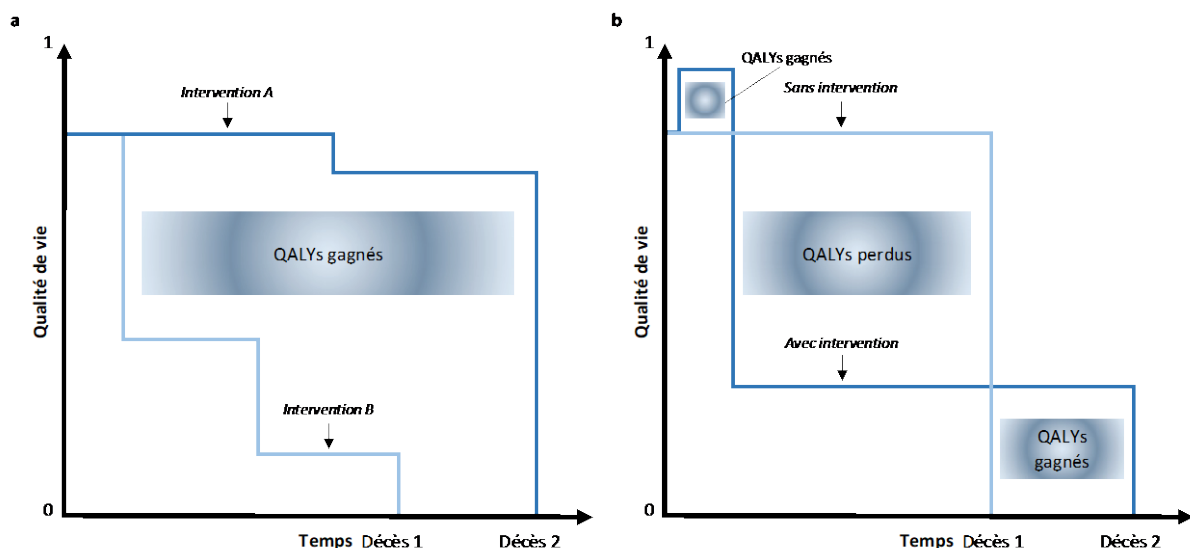 a
1
Intervention A
QALYs gagnés
Qualité de vie
Intervention B
0
Temps Décès 1 Décès 2
b
1
QALYs gagnés
Sans intervention
QALYs perdus
Qualité de vie
Avec intervention
QALYs
gagnés
0
Temps Décès 1 Décès 2